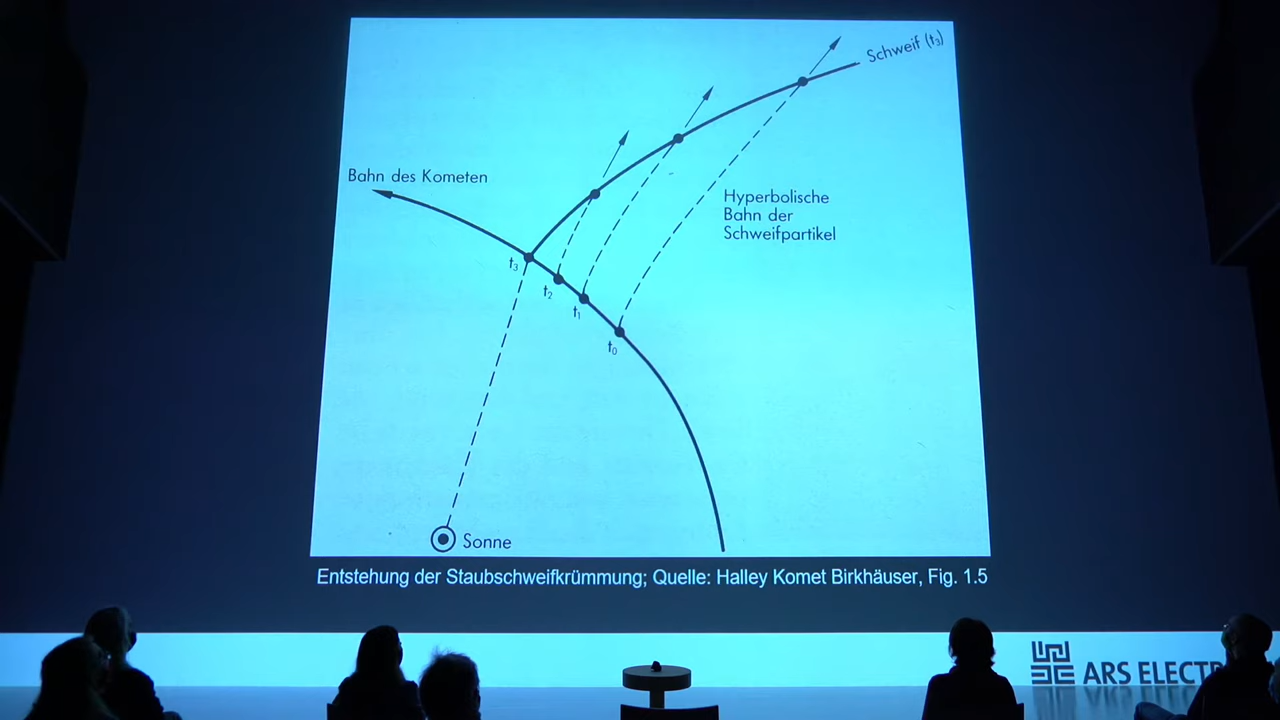 Schweif (t₃)
Bahn des Kometen
Hyperbolische
Bahn der
Schweifpartikel
t₃
t₂
t₁
t₀
Sonne
Entstehung der Staubschweifkrümmung; Quelle: Halley Komet Birkhäuser, Fig. 1.5
ARS ELECTR